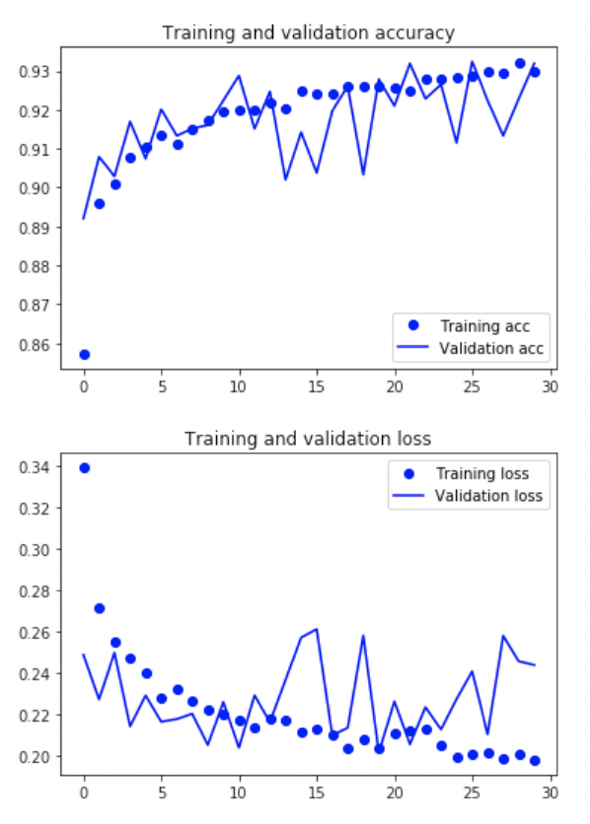 Training and validation accuracy
0.93
0.92
0.91
0.90
0.89
0.88
0.87
0.86
Training acc
Validation acc
0 5 10 15 20 25 30
Training and validation loss
0.34
0.32
0.30
0.28
0.26
0.24
0.22
0.20
Training loss
Validation loss
0 5 10 15 20 25 30